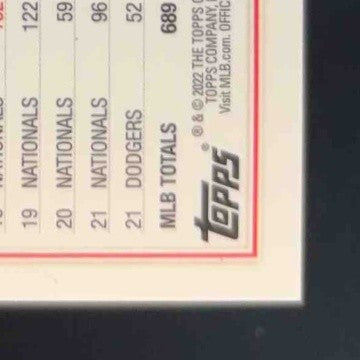 19 NATIONALS 122
20 NATIONALS 59
21 NATIONALS 96
21 DODGERS 52
MLB TOTALS 689
topps ® ® & © 2022 THE TOPPS
TOPPS COMPANY,
Visit MLB.com. OFFIC